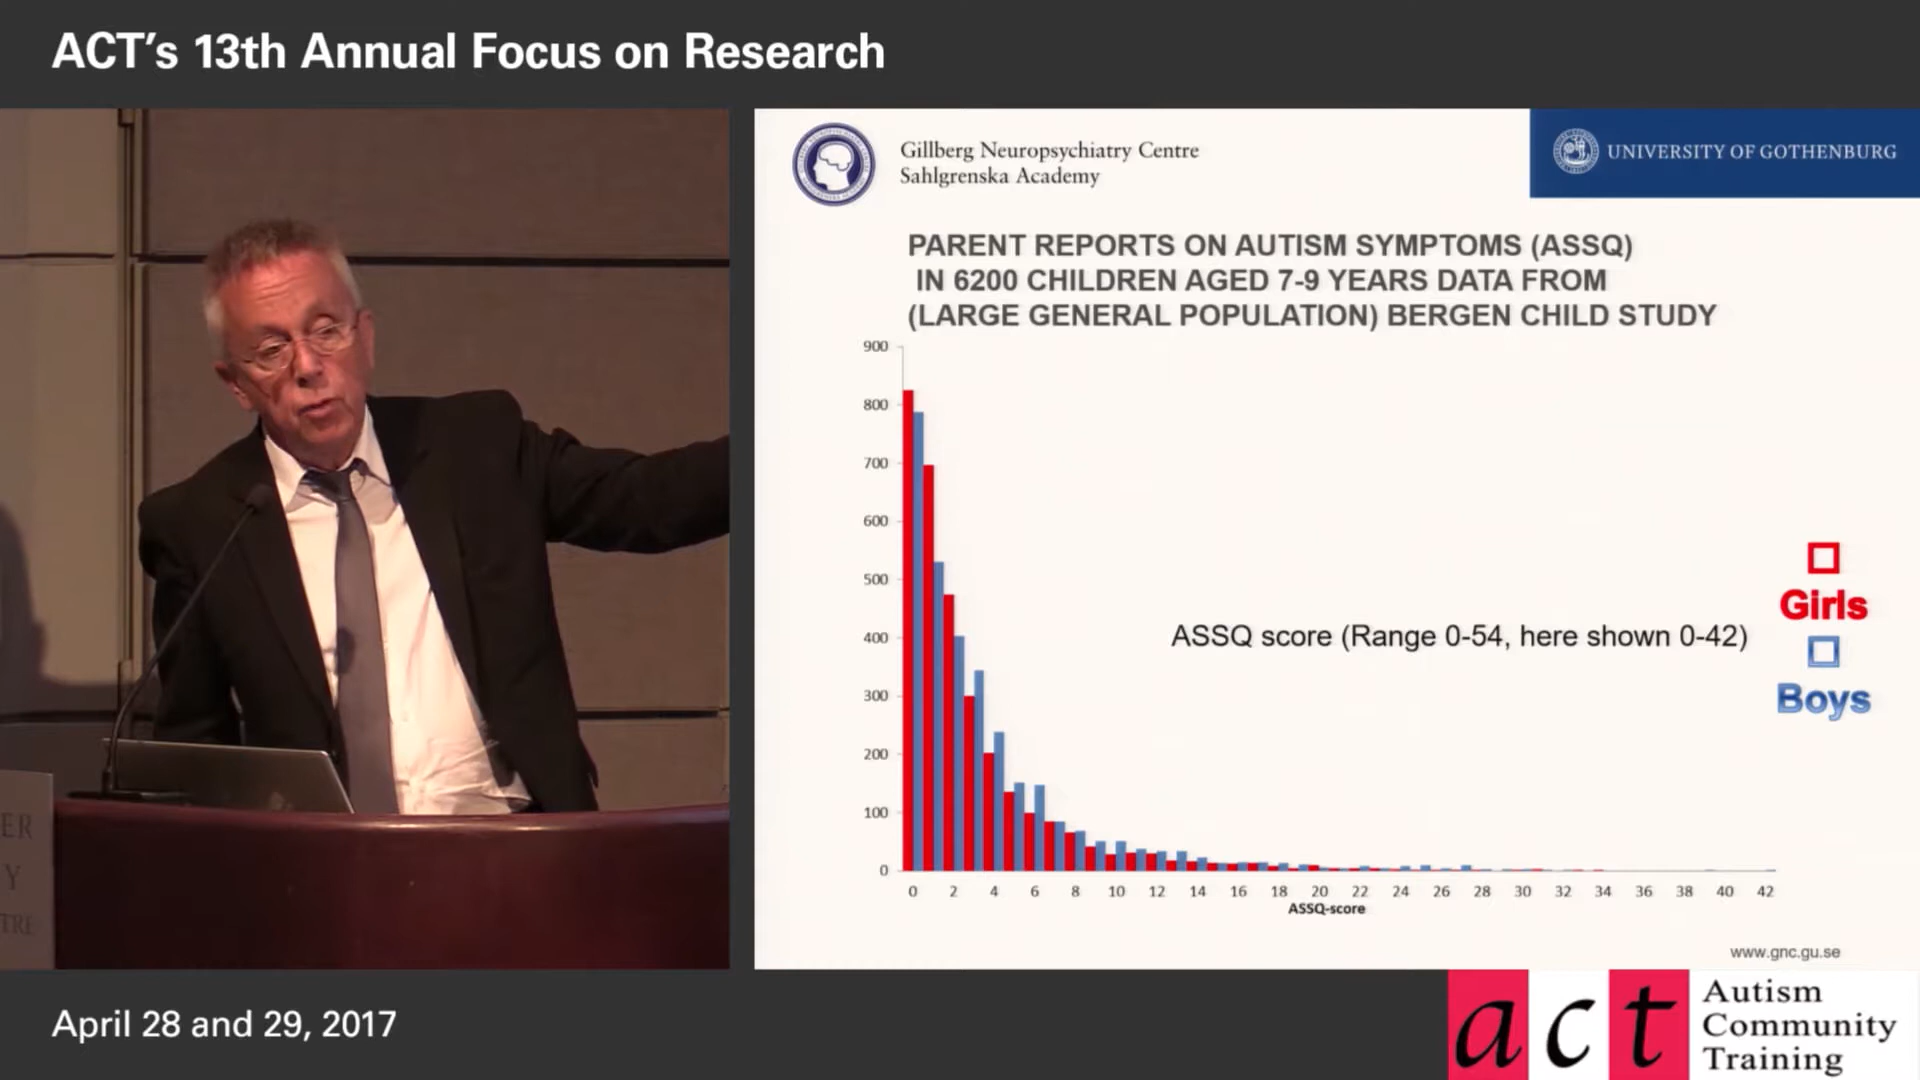 ACT's 13th Annual Focus on Research
Gillberg Neuropsychiatry Centre
Sahlgrenska Academy
UNIVERSITY OF GOTHENBURG
PARENT REPORTS ON AUTISM SYMPTOMS (ASSQ)
IN 6200 CHILDREN AGED 7-9 YEARS DATA FROM
(LARGE GENERAL POPULATION) BERGEN CHILD STUDY
900
800
700
600
500
400
300
200
100
0
ASSQ score (Range 0-54, here shown 0-42)
Girls
Boys
0 2 4 6 8 10 12 14 16 18 20 22 24 26 28 30 32 34 36 38 40 42
ASSQ-score
www.gnc.gu.se
ER
Y
TRE
April 28 and 29, 2017
act
Autism
Community
Training